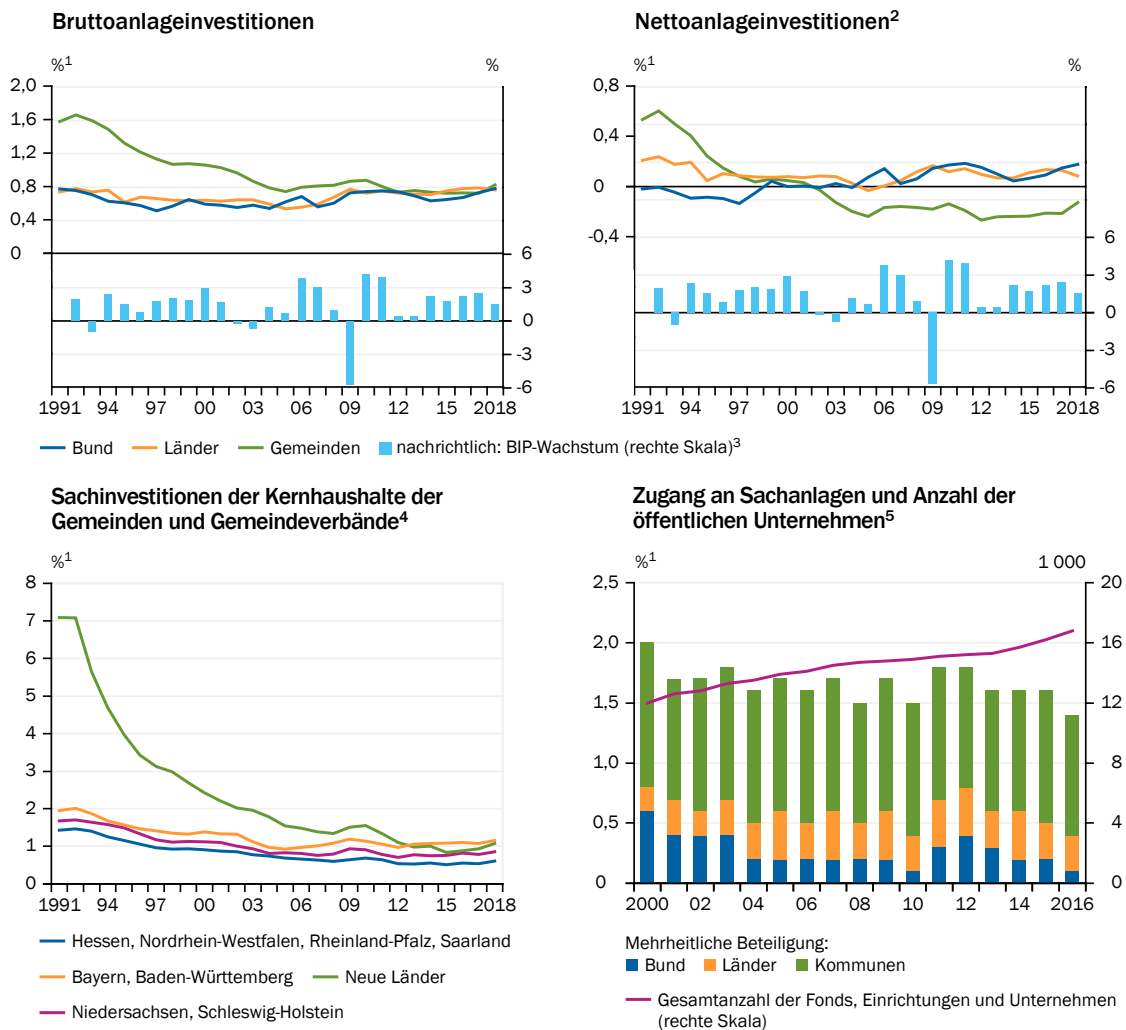 Bruttoanlageinvestitionen
%¹ %
2,0
1,6
1,2
0,8
0,4
0
6
3
0
-3
-6
1991 94 97 00 03 06 09 12 15 2018
Nettoanlageinvestitionen²
%¹ %
0,8
0,4
0
-0,4
6
3
0
-3
-6
1991 94 97 00 03 06 09 12 15 2018
Bund Länder Gemeinden nachrichtlich: BIP-Wachstum (rechte Skala)³
Sachinvestitionen der Kernhaushalte der
Gemeinden und Gemeindeverbände⁴
%¹
8
7
6
5
4
3
2
1
0
1991 94 97 00 03 06 09 12 15 2018
Hessen, Nordrhein-Westfalen, Rheinland-Pfalz, Saarland
Bayern, Baden-Württemberg Neue Länder
Niedersachsen, Schleswig-Holstein
Zugang an Sachanlagen und Anzahl der
öffentlichen Unternehmen⁵
%¹ 1 000
2,5 20
2,0 16
1,5 12
1,0 8
0,5 4
0 0
2000 02 04 06 08 10 12 14 2016
Mehrheitliche Beteiligung:
Bund Länder Kommunen
Gesamtanzahl der Fonds, Einrichtungen und Unternehmen
(rechte Skala)